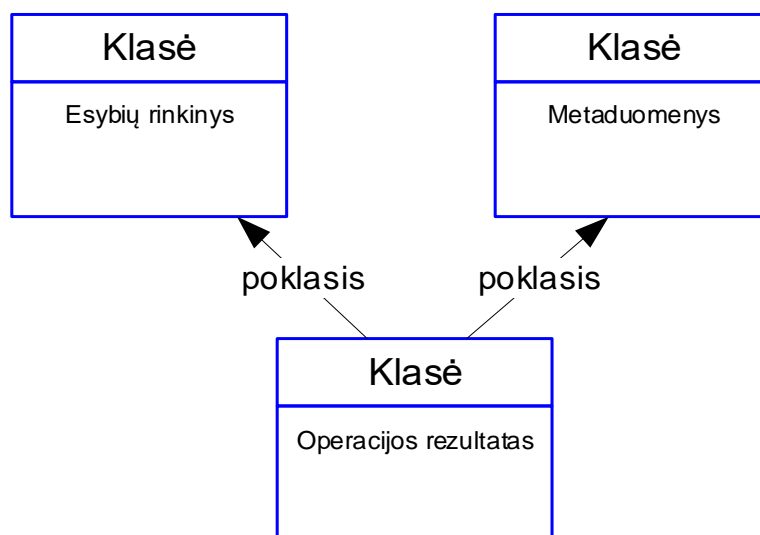 Klasė
Esybių rinkinys
Klasė
Metaduomenys
poklasis
poklasis
Klasė
Operacijos rezultatas